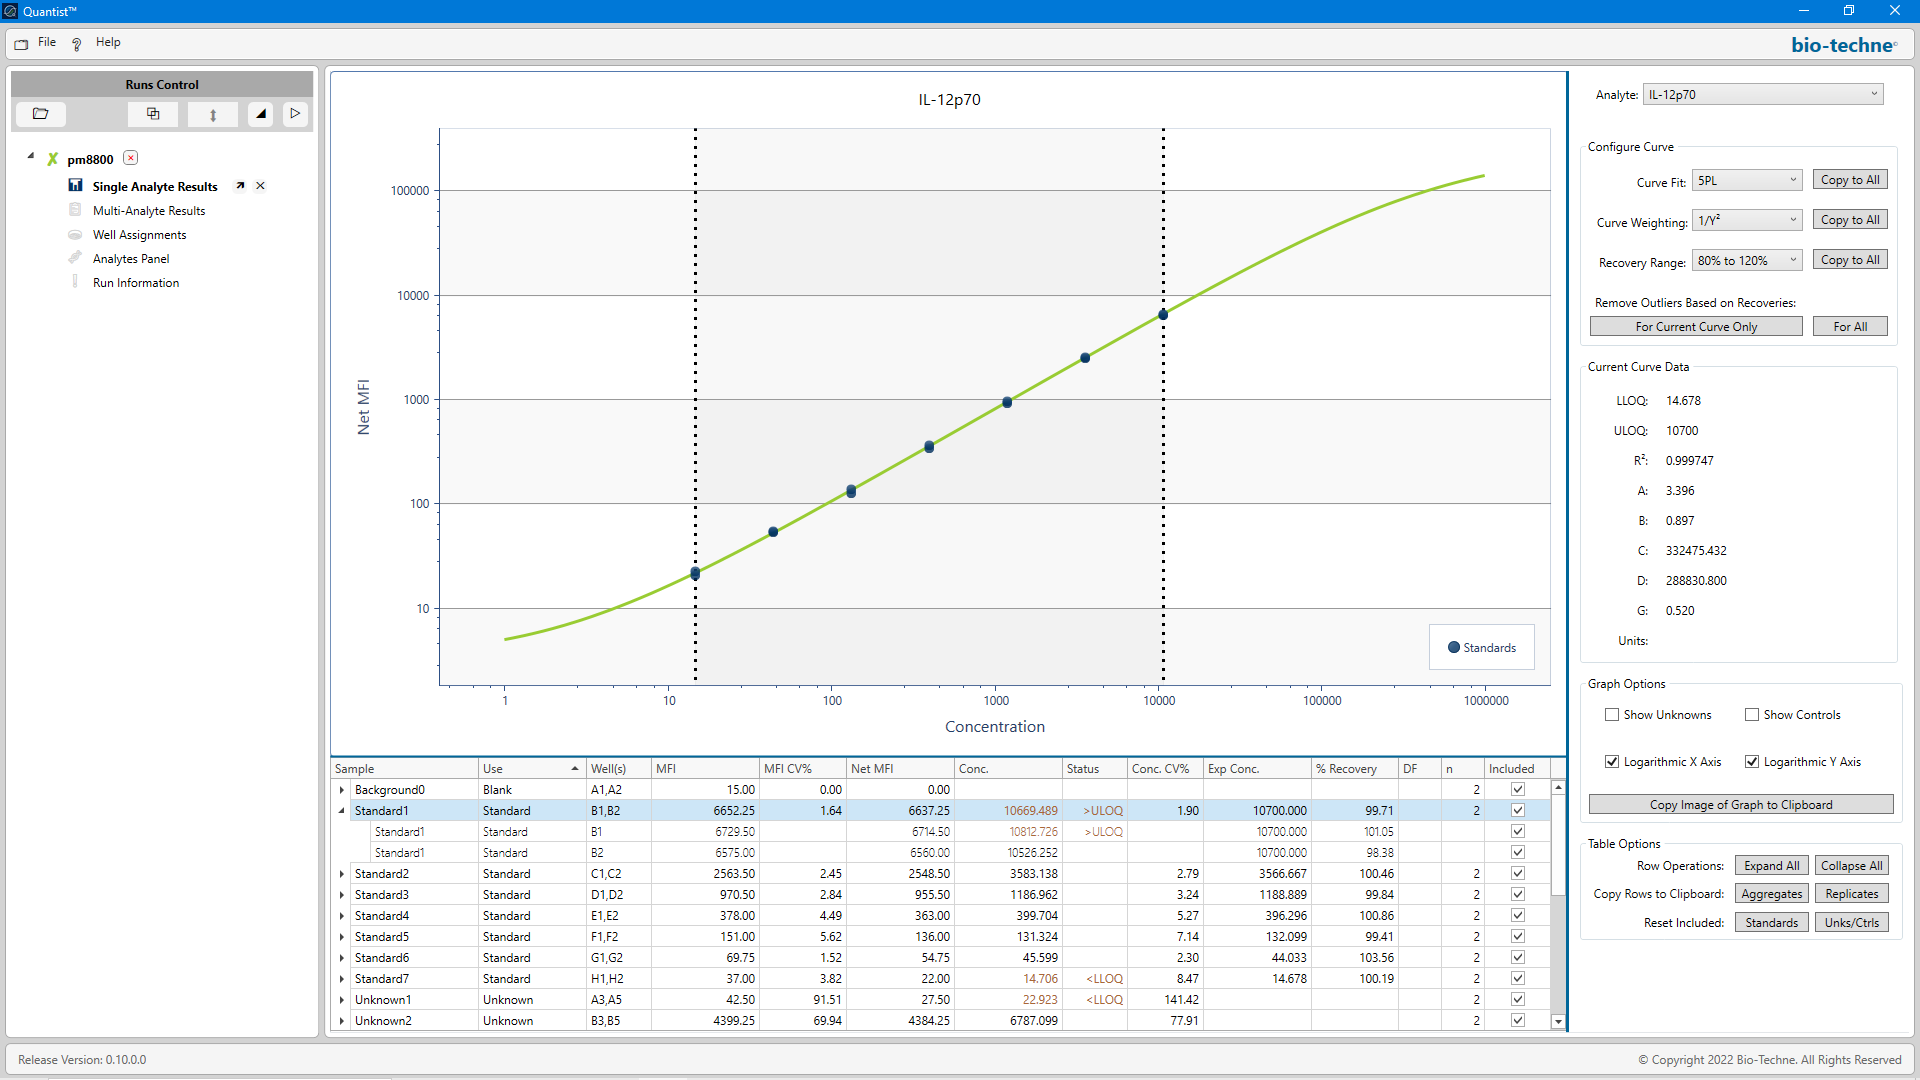 Quantist™
File ? Help
bio-techne
Runs Control
pm8800
Single Analyte Results
Multi-Analyte Results
Well Assignments
Analytes Panel
Run Information
IL-12p70
Net MFI
100000
10000
1000
100
10
1 10 100 1000 10000 100000 1000000
Concentration
Standards
Sample Use Well(s) MFI MFI CV% Net MFI Conc. Status Conc. CV% Exp Conc. % Recovery DF n Included
Background0 Blank A1,A2 15.00 0.00 0.00 2
Standard1 Standard B1,B2 6652.25 1.64 6637.25 10669.489 >ULOQ 1.90 10700.000 99.71 2
Standard1 Standard B1 6729.50 6714.50 10812.726 >ULOQ 10700.000 101.05
Standard1 Standard B2 6575.00 6560.00 10526.252 10700.000 98.38
Standard2 Standard C1,C2 2563.50 2.45 2548.50 3583.138 2.79 3566.667 100.46 2
Standard3 Standard D1,D2 970.50 2.84 955.50 1186.962 3.24 1188.889 99.84 2
Standard4 Standard E1,E2 378.00 4.49 363.00 399.704 5.27 396.296 100.86 2
Standard5 Standard F1,F2 151.00 5.62 136.00 131.324 7.14 132.099 99.41 2
Standard6 Standard G1,G2 69.75 1.52 54.75 45.599 2.30 44.033 103.56 2
Standard7 Standard H1,H2 37.00 3.82 22.00 14.706 <LLOQ 8.47 14.678 100.19 2
Unknown1 Unknown A3,A5 42.50 91.51 27.50 22.923 <LLOQ 141.42 2
Unknown2 Unknown B3,B5 4399.25 69.94 4384.25 6787.099 77.91 2
Analyte: IL-12p70
Configure Curve
Curve Fit: 5PL Copy to All
Curve Weighting: 1/Y² Copy to All
Recovery Range: 80% to 120% Copy to All
Remove Outliers Based on Recoveries:
For Current Curve Only For All
Current Curve Data
LLOQ: 14.678
ULOQ: 10700
R²: 0.999747
A: 3.396
B: 0.897
C: 332475.432
D: 288830.800
G: 0.520
Units:
Graph Options
Show Unknowns Show Controls
Logarithmic X Axis Logarithmic Y Axis
Copy Image of Graph to Clipboard
Table Options
Row Operations: Expand All Collapse All
Copy Rows to Clipboard: Aggregates Replicates
Reset Included: Standards Unks/Ctrls
Release Version: 0.10.0.0
© Copyright 2022 Bio-Techne. All Rights Reserved